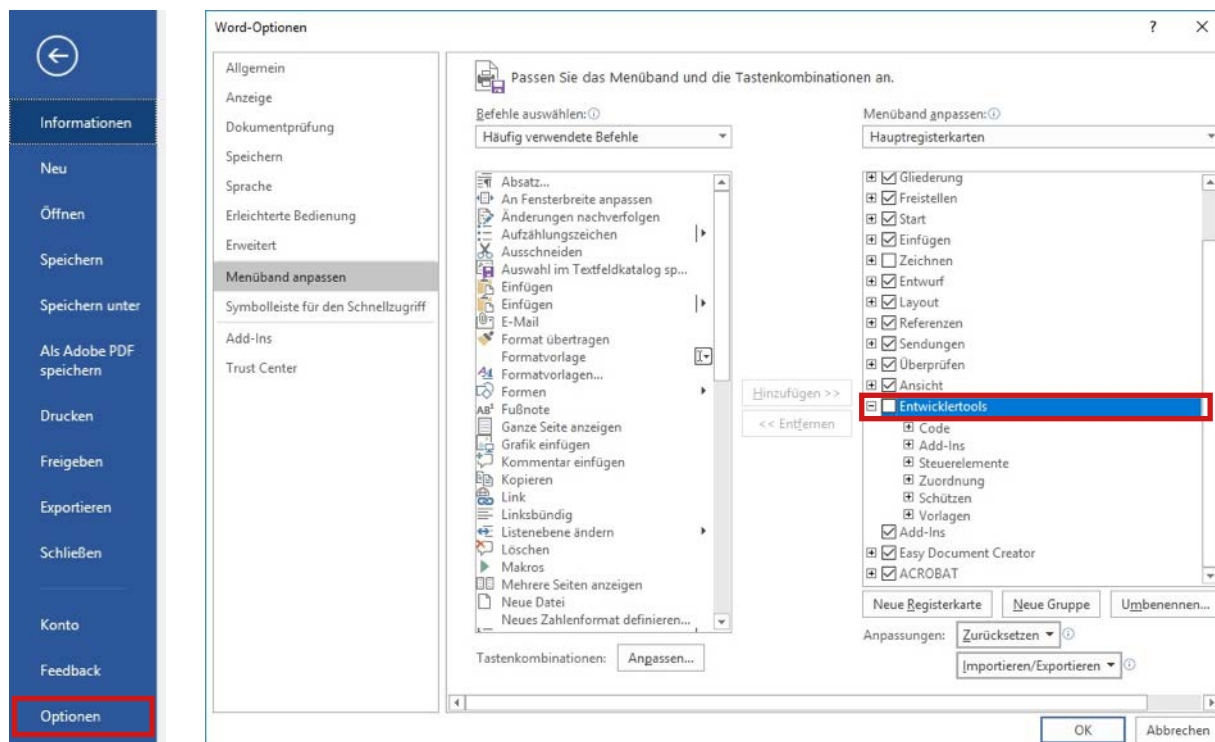 Informationen
Neu
Öffnen
Speichern
Speichern unter
Als Adobe PDF
speichern
Drucken
Freigeben
Exportieren
Schließen
Konto
Feedback
Optionen
Word-Optionen
?
Allgemein
Anzeige
Dokumentprüfung
Speichern
Sprache
Erleichterte Bedienung
Erweitert
Menüband anpassen
Symbolleiste für den Schnellzugriff
Add-Ins
Trust Center
Passen Sie das Menüband und die Tastenkombinationen an.
Befehle auswählen:
Häufig verwendete Befehle
Absatz...
An Fensterbreite anpassen
Änderungen nachverfolgen
Aufzählungszeichen
Ausschneiden
Auswahl im Textfeldkatalog sp...
Einfügen
Einfügen
E-Mail
Format übertragen
Formatvorlage
Formatvorlagen...
Formen
AB¹ Fußnote
Ganze Seite anzeigen
Grafik einfügen
Kommentar einfügen
Kopieren
Link
Linksbündig
Listenebene ändern
Löschen
Makros
Mehrere Seiten anzeigen
Neue Datei
Neues Zahlenformat definieren...
Tastenkombinationen: Anpassen...
Hinzufügen >>
<< Entfernen
Menüband anpassen:
Hauptregisterkarten
Gliederung
Freistellen
Start
Einfügen
Zeichnen
Entwurf
Layout
Referenzen
Sendungen
Überprüfen
Ansicht
Entwicklertools
Code
Add-Ins
Steuerelemente
Zuordnung
Schützen
Vorlagen
Add-Ins
Easy Document Creator
ACROBAT
Neue Registerkarte Neue Gruppe Umbenennen...
Anpassungen: Zurücksetzen
Importieren/Exportieren
OK Abbrechen